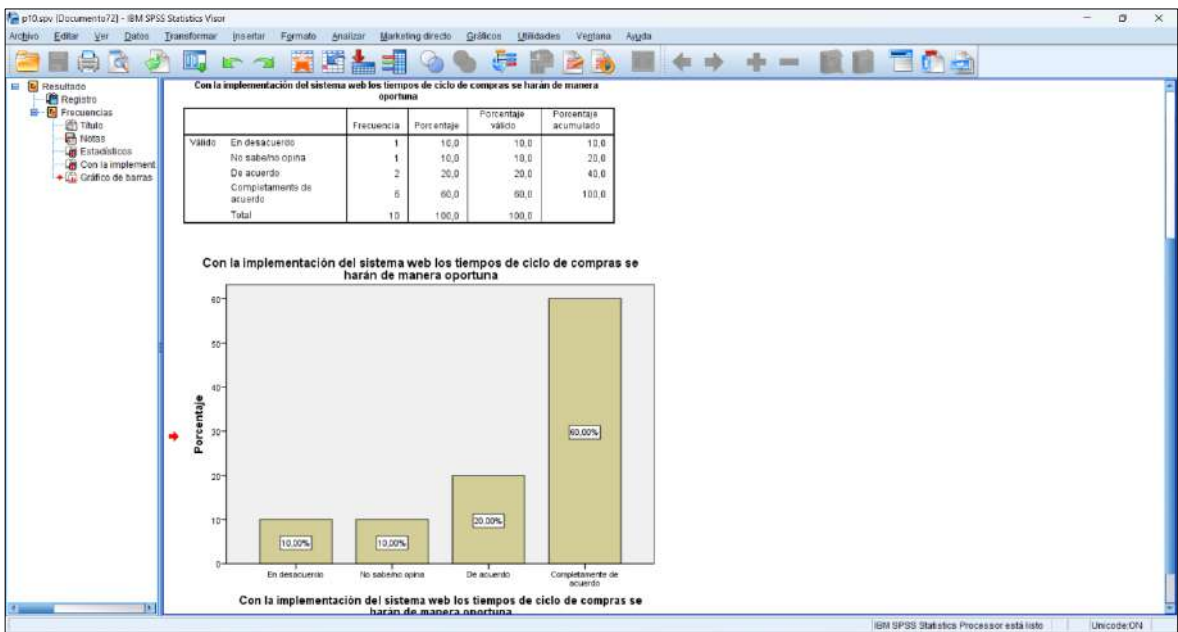 p10.spv [Documento72] - IBM SPSS Statistics Visor
Archivo Editar Ver Datos Transformar Insertar Formato Analizar Marketing directo Gráficos Utilidades Ventana Ayuda
Resultado
Registro
Frecuencias
Título
Notas
Estadísticos
Con la implement
Gráfico de barras
Con la implementación del sistema web los tiempos de ciclo de compras se harán de manera
oportuna
Frecuencia Porcentaje Porcentaje válido Porcentaje acumulado
Válido En desacuerdo 1 10,0 10,0 10,0
No sabe/no opina 1 10,0 10,0 20,0
De acuerdo 2 20,0 20,0 40,0
Completamente de acuerdo 6 60,0 60,0 100,0
Total 10 100,0 100,0
Con la implementación del sistema web los tiempos de ciclo de compras se
harán de manera oportuna
Porcentaje
60
50
40
30
20
10
0
10,00%
10,00%
20,00%
60,00%
En desacuerdo No sabe/no opina De acuerdo Completamente de
acuerdo
Con la implementación del sistema web los tiempos de ciclo de compras se
harán de manera oportuna
IBM SPSS Statistics Processor está listo Unicode:ON